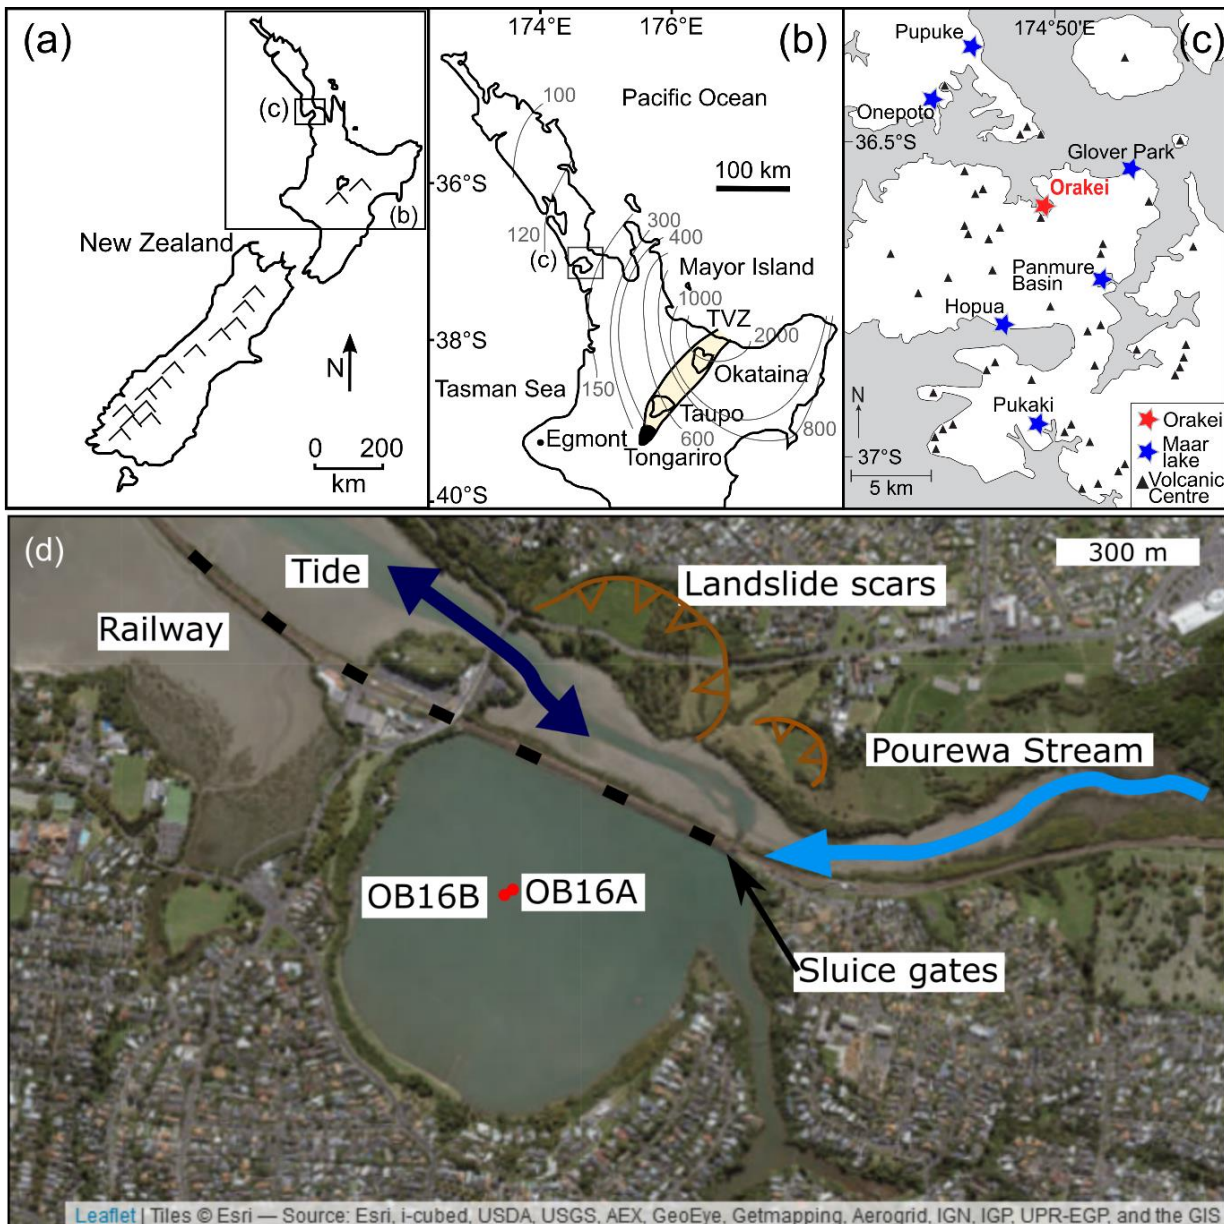 (a)
(c)
(b)
New Zealand
N
0 200
km
174°E 176°E
(b)
100
Pacific Ocean
100 km
36°S
300
120
400
(c)
Mayor Island
1000
TVZ
2000
38°S
150
Tasman Sea
Okataina
Taupo
Egmont
600
800
Tongariro
40°S
174°50'E
(c)
Pupuke
Onepoto
36.5°S
Glover Park
Orakei
Panmure
Basin
Hopua
N
Pukaki
37°S
5 km
Orakei
Maar
lake
Volcanic
Centre
(d)
300 m
Tide
Landslide scars
Railway
Pourewa Stream
OB16B
OB16A
Sluice gates
Leaflet | Tiles © Esri — Source: Esri, i-cubed, USDA, USGS, AEX, GeoEye, Getmapping, Aerogrid, IGN, IGP, UPR-EGP, and the GIS